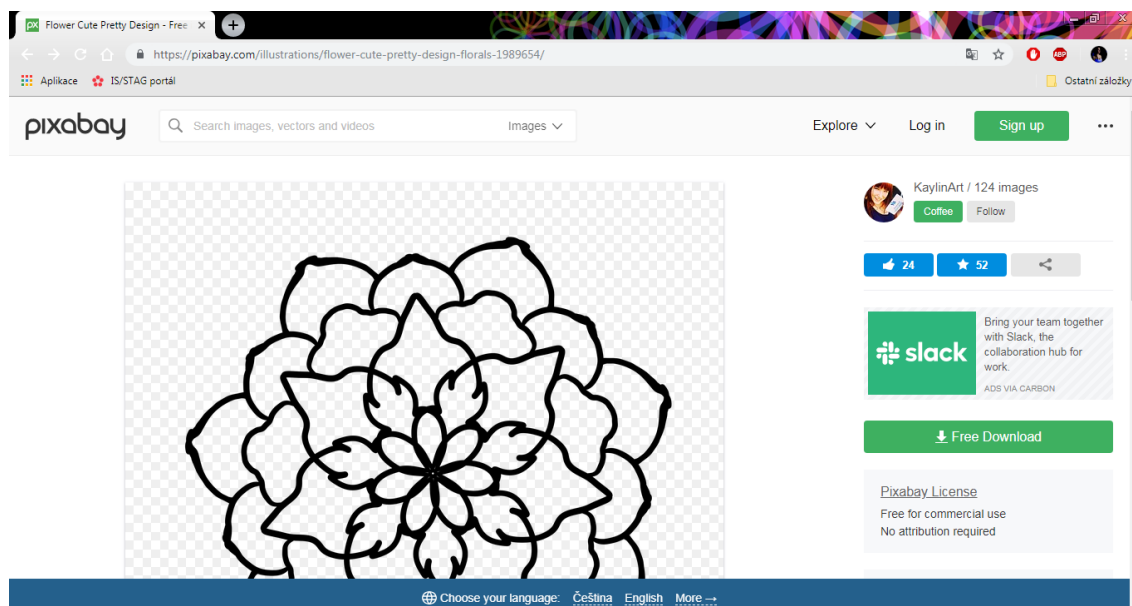 Flower Cute Pretty Design - Free
https://pixabay.com/illustrations/flower-cute-pretty-design-florals-1989654/
ABP
Aplikace
IS/STAG portál
Ostatní záložky
pixabay
Search images, vectors and videos
Images
Explore
Log in
Sign up
KaylinArt / 124 images
Coffee
Follow
24
52
slack
Bring your team together
with Slack, the
collaboration hub for
work.
ADS VIA CARBON
Free Download
Pixabay License
Free for commercial use
No attribution required
Choose your language: Čeština English More →